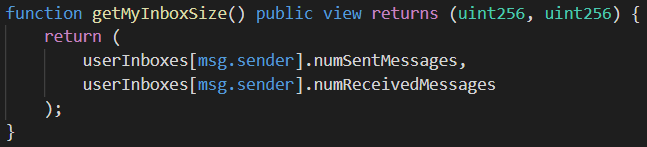 function getMyInboxSize() public view returns (uint256, uint256) {
    return (
        userInboxes[msg.sender].numSentMessages,
        userInboxes[msg.sender].numReceivedMessages
    );
}